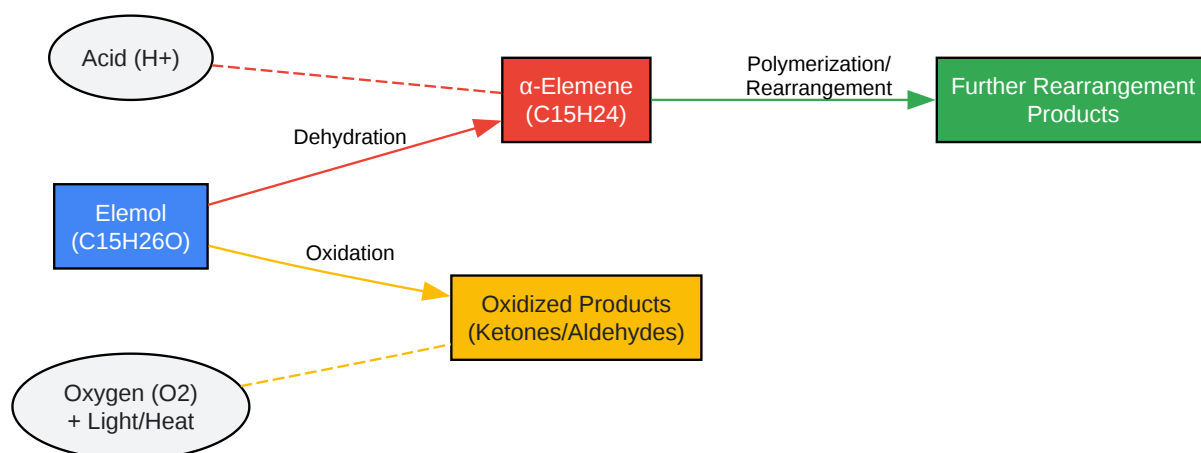 Acid (H+)
α-Elemene
(C15H24)
Polymerization/
Rearrangement
Further Rearrangement
Products
Dehydration
Elemol
(C15H26O)
Oxidation
Oxidized Products
(Ketones/Aldehydes)
Oxygen (O2)
+ Light/Heat